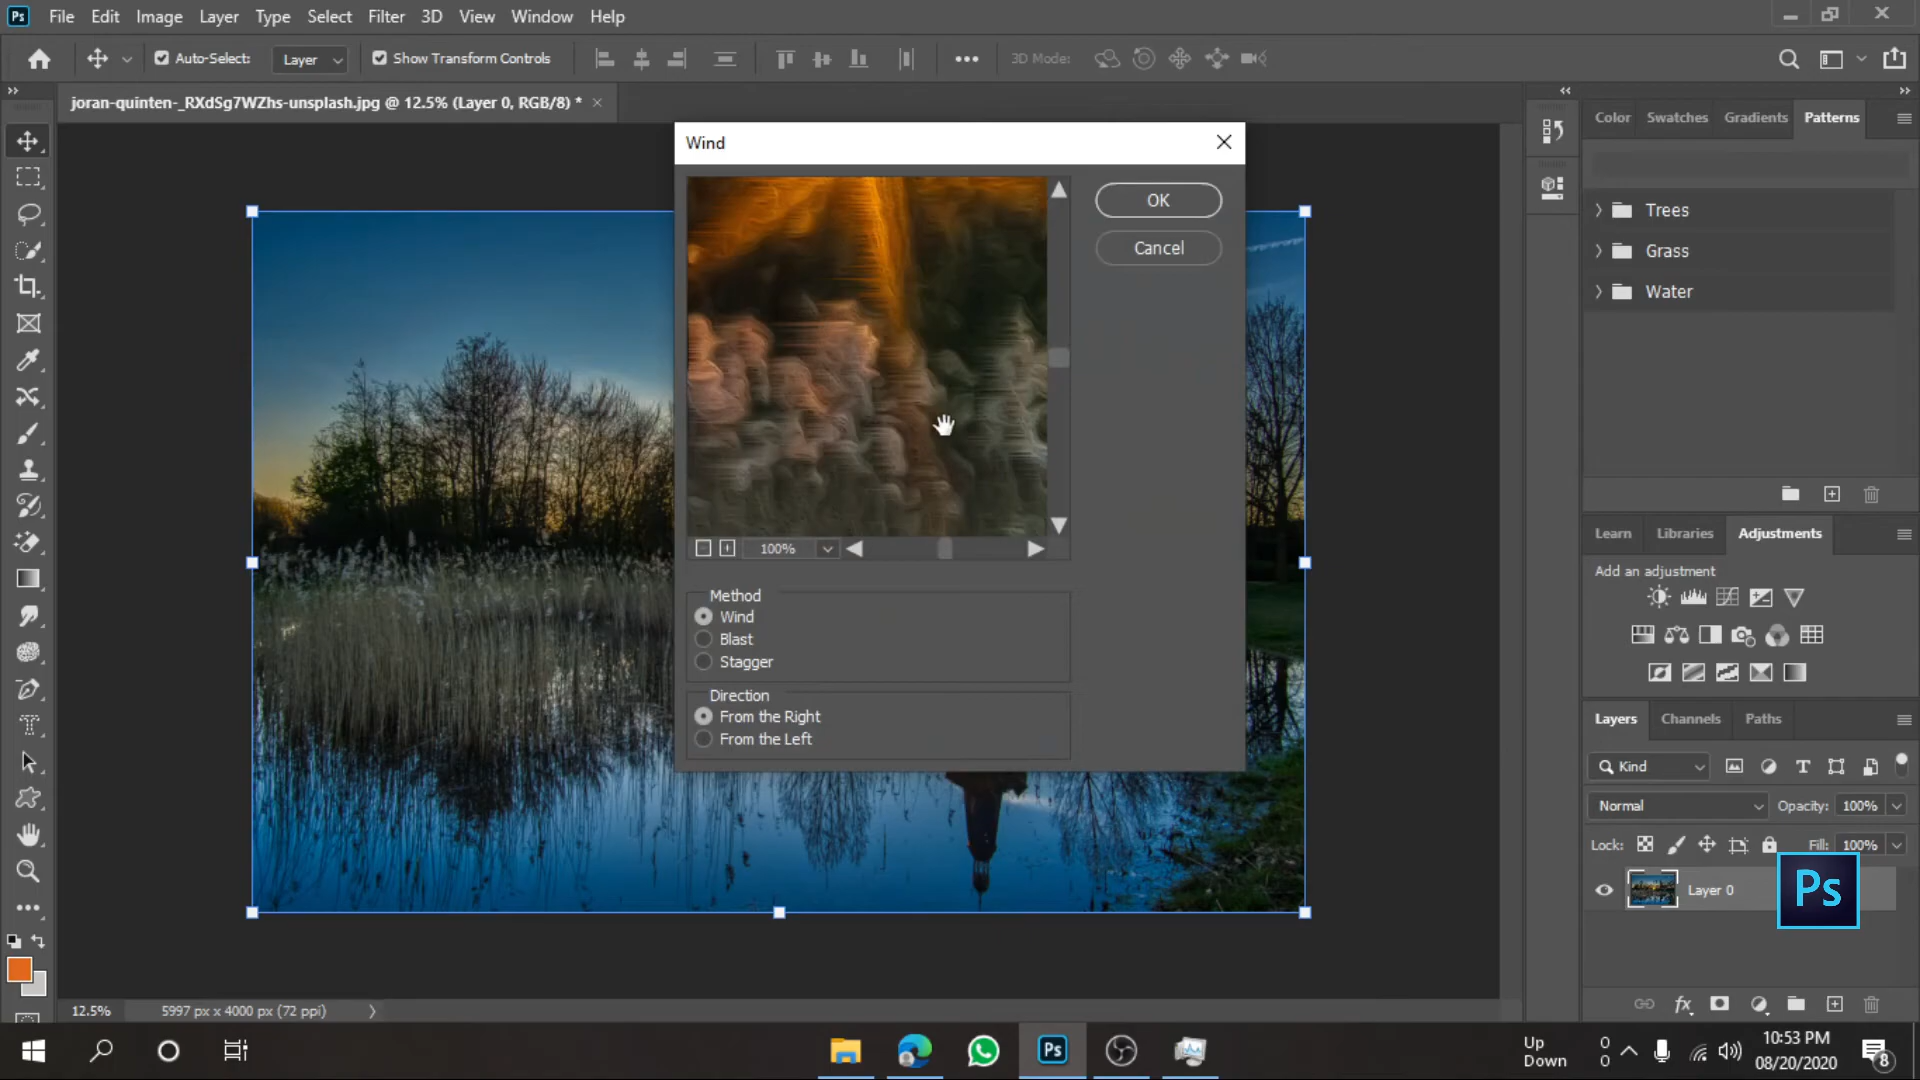 Ps File Edit Image Layer Type Select Filter 3D View Window Help
Auto-Select: Layer Show Transform Controls 3D Mode:
joran-quinten-_RXdSg7WZhs-unsplash.jpg @ 12.5% (Layer 0, RGB/8) *
Color Swatches Gradients Patterns
Wind
OK
Trees
Cancel
Grass
Water
Learn Libraries Adjustments
100%
Add an adjustment
Method
Wind
Blast
Stagger
Direction
From the Right
From the Left
Layers Channels Paths
Kind
Normal Opacity: 100%
Lock: Fill: 100%
Layer 0
Ps
12.5% 5997 px x 4000 px (72 ppi)
Ps
Up 0
Down 0
10:53 PM
08/20/2020
8